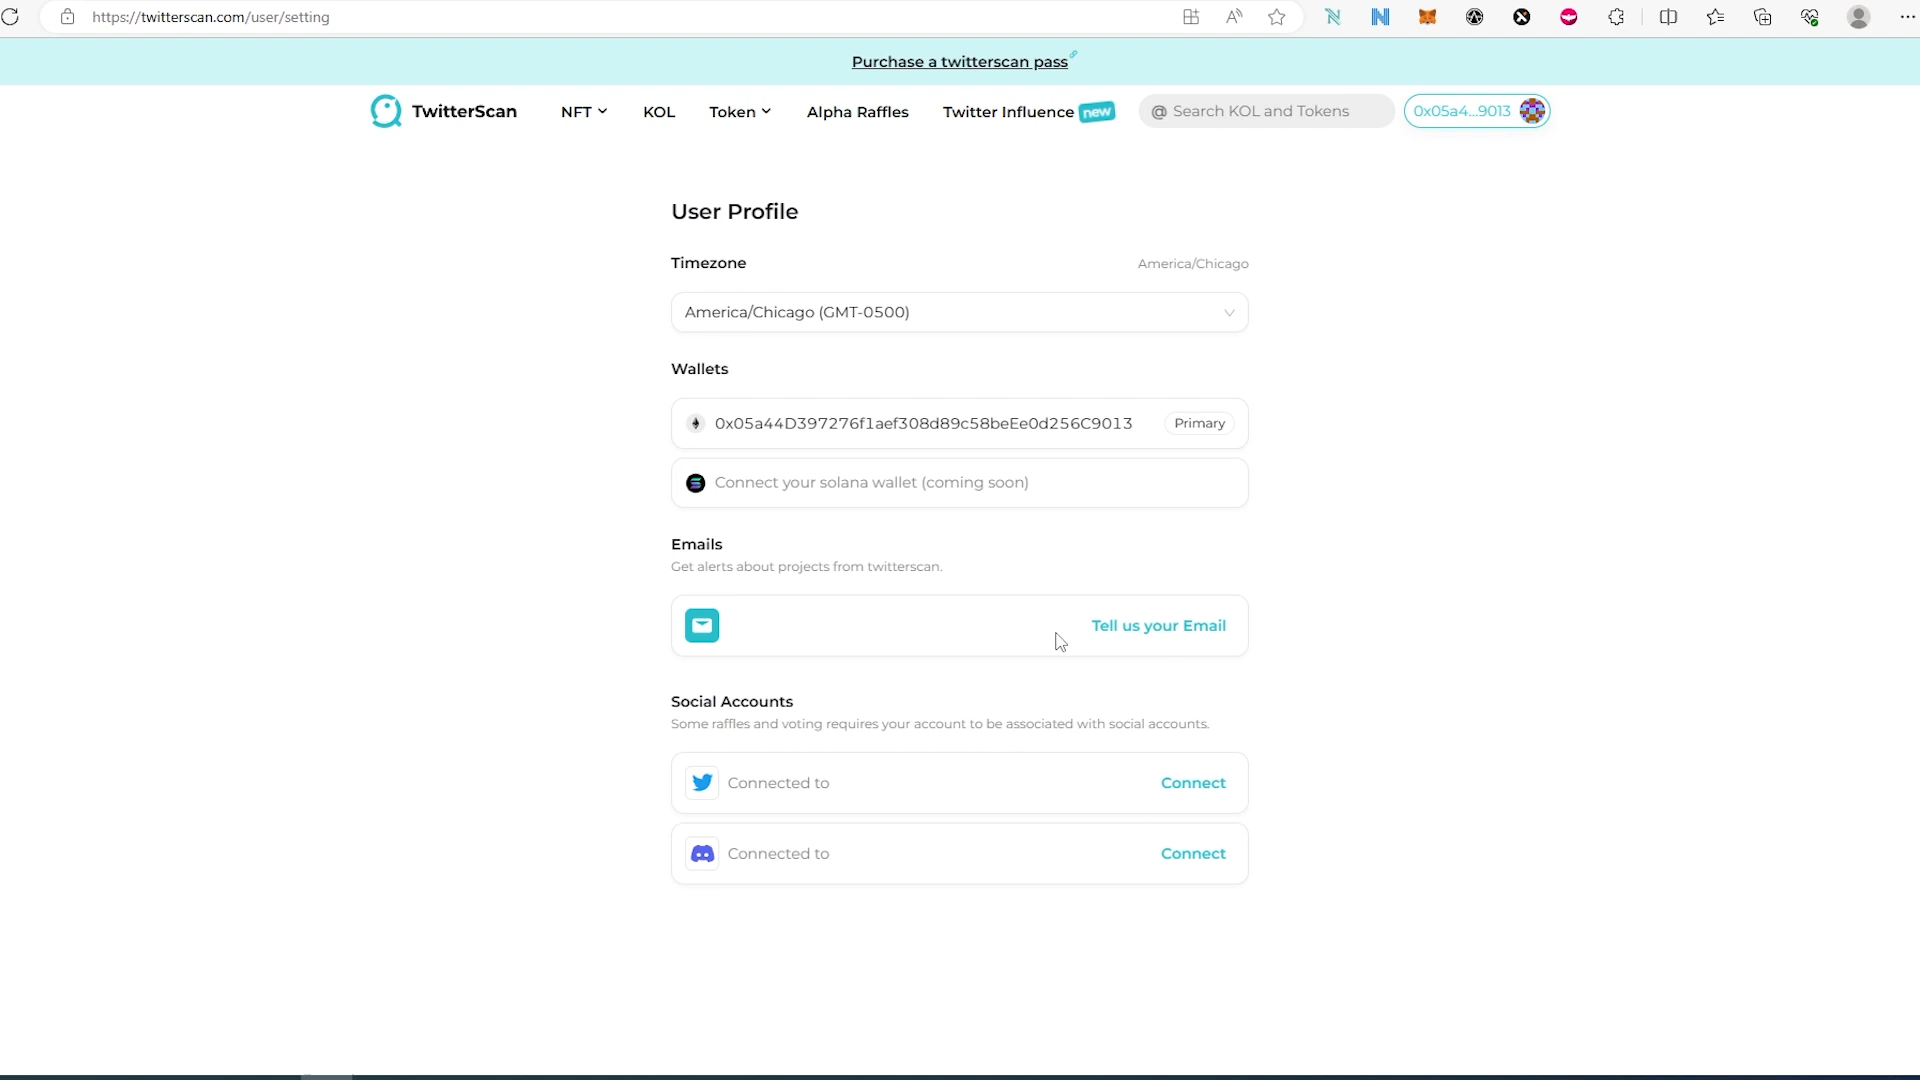 https://twitterscan.com/user/setting
Purchase a twitterscan pass
TwitterScan NFT KOL Token Alpha Raffles Twitter Influence new @ Search KOL and Tokens 0x05a4...9013
User Profile
Timezone America/Chicago
America/Chicago (GMT-0500)
Wallets
0x05a44D397276f1aef308d89c58beEe0d256C9013 Primary
Connect your solana wallet (coming soon)
Emails
Get alerts about projects from twitterscan.
Tell us your Email
Social Accounts
Some raffles and voting requires your account to be associated with social accounts.
Connected to Connect
Connected to Connect